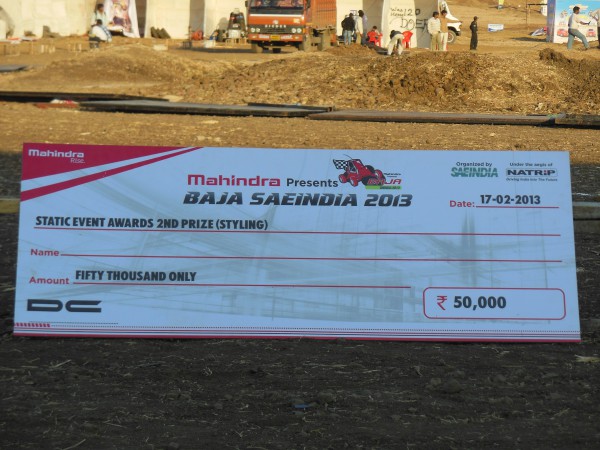 Mahindra
Rise.
Mahindra Presents
BAJA
BAJA SAEINDIA 2013
Organized by
SAEINDIA
Under the aegis of
NATRiP
Date: 17-02-2013
STATIC EVENT AWARDS 2ND PRIZE (STYLING)
Name
Amount FIFTY THOUSAND ONLY
₹ 50,000
DC